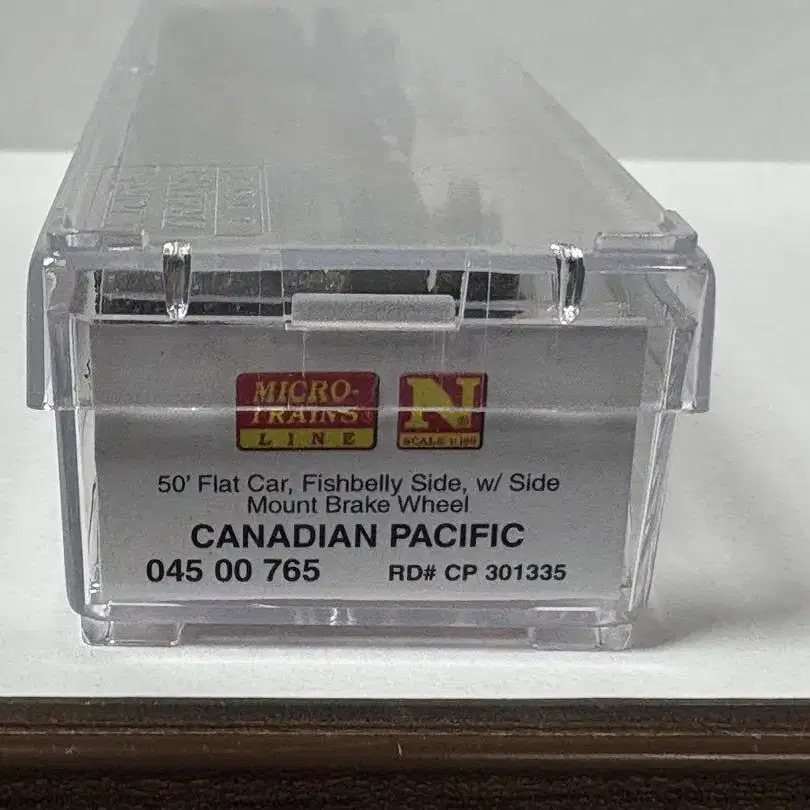 MICRO-
TRAINS
LINE
N®
SCALE 1:160
50' Flat Car, Fishbelly Side, w/ Side
Mount Brake Wheel
CANADIAN PACIFIC
045 00 765 RD# CP 301335